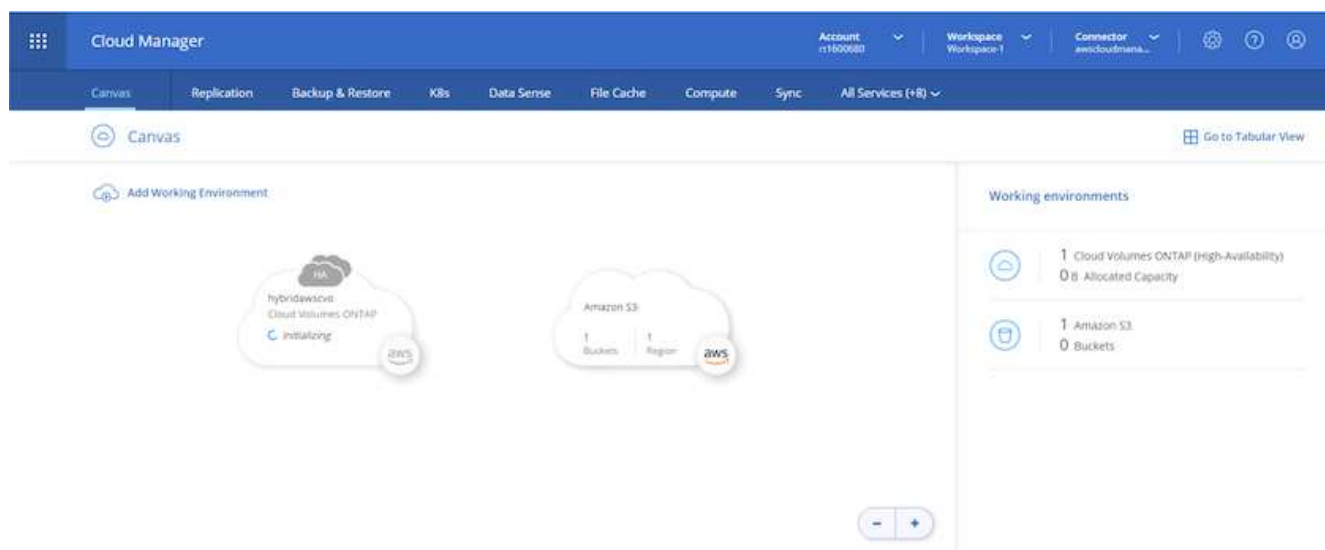 Cloud Manager
Account
rt1600680
Workspace
Workspace-1
Connector
awscloudmana...
Canvas
Replication
Backup & Restore
K8s
Data Sense
File Cache
Compute
Sync
All Services (+8)
Canvas
Go to Tabular View
Add Working Environment
Working environments
HA
hybridawscvo
Cloud Volumes ONTAP
Initializing
aws
Amazon S3
1
Buckets
1
Region
aws
1 Cloud Volumes ONTAP (High-Availability)
0 B Allocated Capacity
1 Amazon S3
0 Buckets